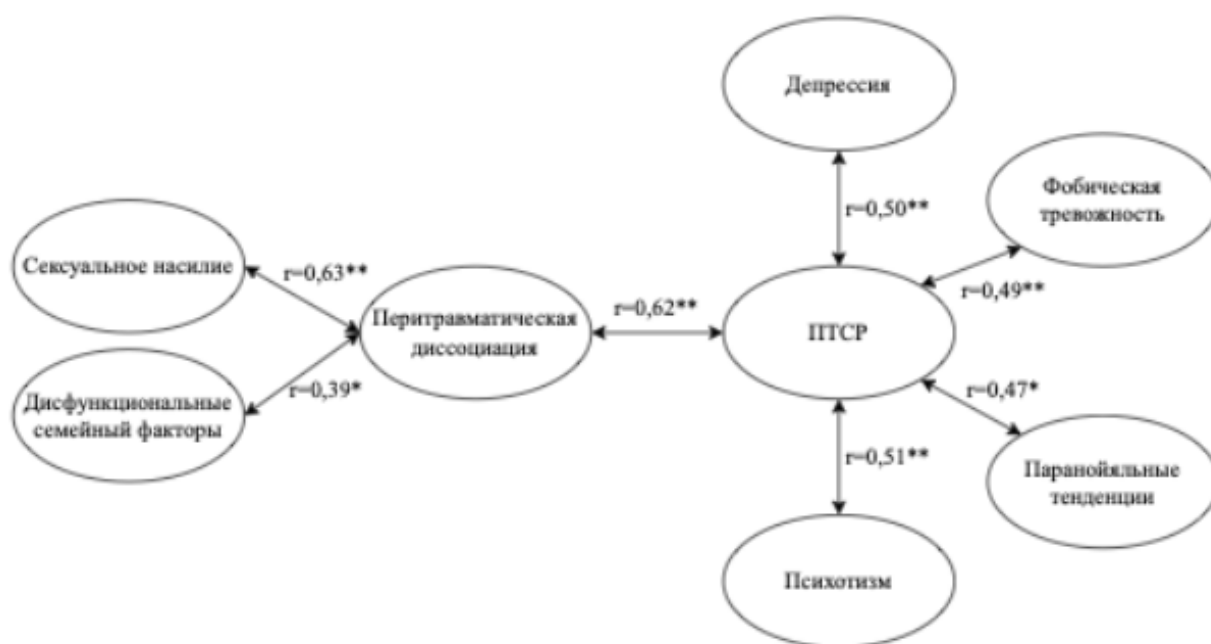 Депрессия
Фобическая
тревожность
r=0,50**
Сексуальное насилие
r=0,63**
r=0,49**
r=0,62**
Перитравматическая
диссоциация
ПТСР
r=0,39*
Дисфункциональные
семейный факторы
r=0,47*
r=0,51**
Паранойяльные
тенденции
Психотизм